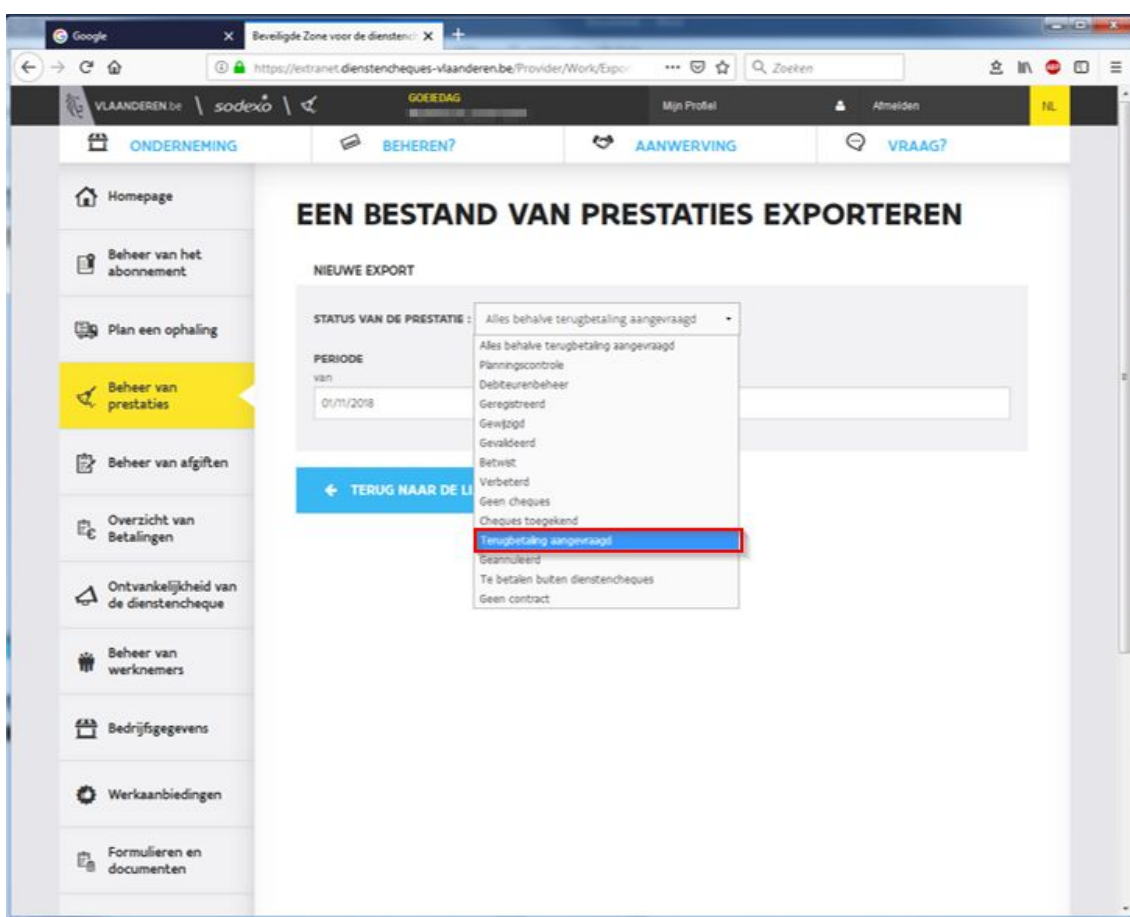 Google
Beveiligde Zone voor de dienstenc
https://extranet.dienstencheques-vlaanderen.be/Provider/Work/Expor
Zoeken
VLAANDEREN.be \ sodexo \
GOEIEDAG
Mijn Profiel
Afmelden
NL
ONDERNEMING
BEHEREN?
AANWERVING
VRAAG?
Homepage
Beheer van het
abonnement
Plan een ophaling
Beheer van
prestaties
Beheer van afgiften
Overzicht van
Betalingen
Ontvankelijkheid van
de dienstencheque
Beheer van
werknemers
Bedrijfsgegevens
Werkaanbiedingen
Formulieren en
documenten
EEN BESTAND VAN PRESTATIES EXPORTEREN
NIEUWE EXPORT
STATUS VAN DE PRESTATIE : Alles behalve terugbetaling aangevraagd
PERIODE
van
01/11/2018
Alles behalve terugbetaling aangevraagd
Planningscontrole
Debiteurenbeheer
Geregistreerd
Gewijzigd
Gevalideerd
Betwist
Verbeterd
Geen cheques
Cheques toegekend
Terugbetaling aangevraagd
Geannuleerd
Te betalen buiten dienstencheques
Geen contract
TERUG NAAR DE LI